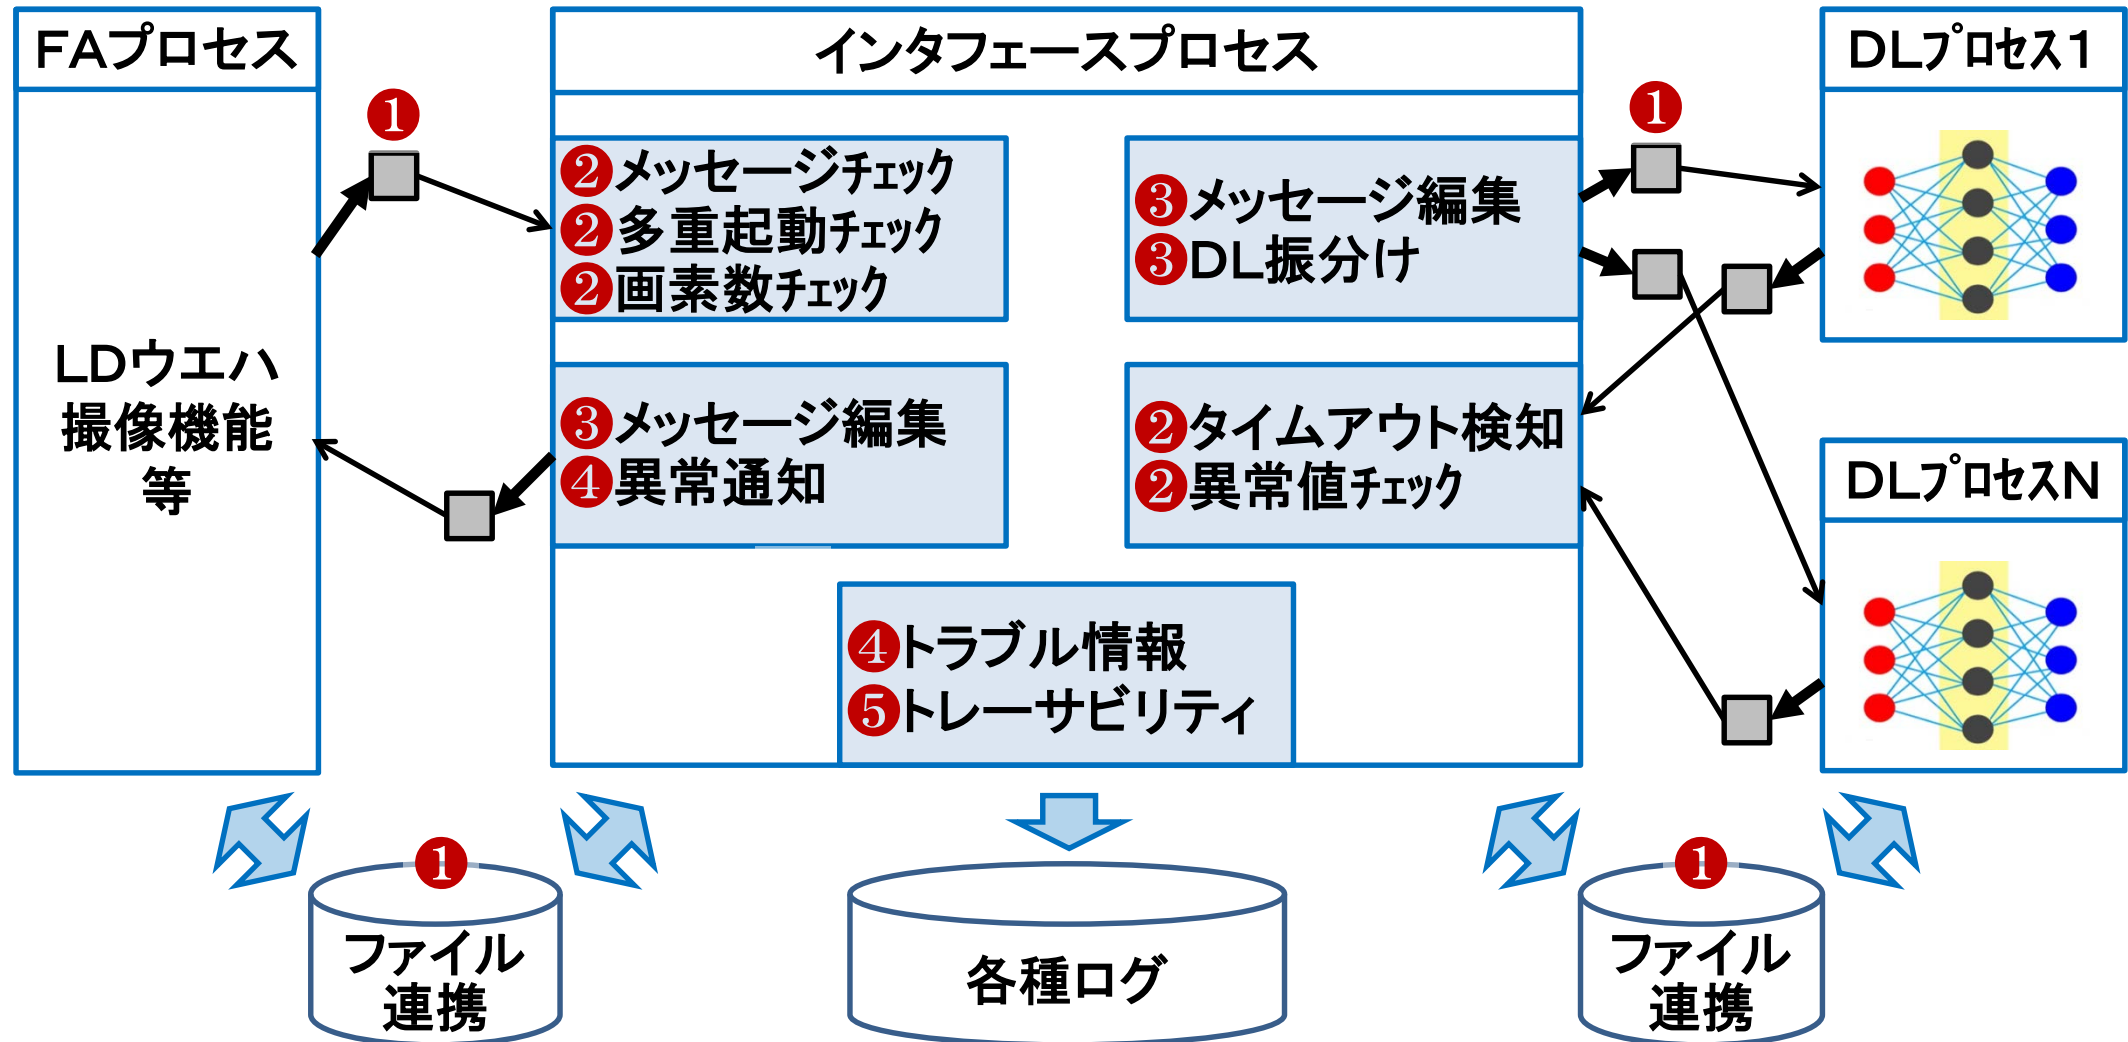 FAプロセス
インタフェースプロセス
DLプロセス1
❶
❶
❷メッセージチェック
❷多重起動チェック
❷画素数チェック
❸メッセージ編集
❸DL振分け
LDウエハ
撮像機能
等
❸メッセージ編集
❹異常通知
❷タイムアウト検知
❷異常値チェック
DLプロセスN
❹トラブル情報
❺トレーサビリティ
❶
ファイル
連携
各種ログ
❶
ファイル
連携